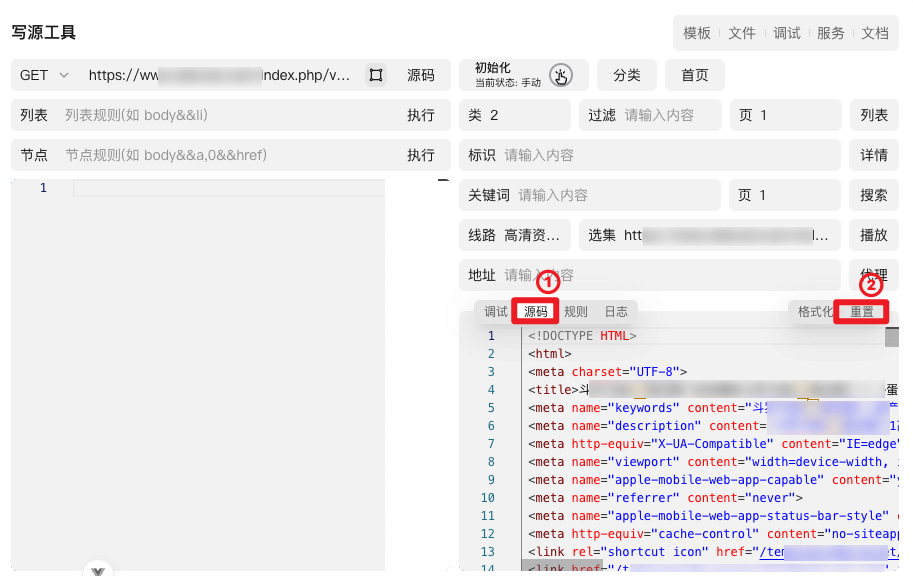 写源工具
模板 文件 调试 服务 文档
GET https://ww index.php/v... 源码
初始化
当前状态: 手动
分类 首页
列表 列表规则(如 body&&li) 执行
类 2 过滤 请输入内容 页 1 列表
节点 节点规则(如 body&&a,0&&href) 执行
标识 请输入内容 详情
1
关键词 请输入内容 页 1 搜索
线路 高清资... 选集 htt l... 播放
地址 请输入内容 代理
① ②
调试 源码 规则 日志 格式化 重置
1 <!DOCTYPE HTML>
2 <html>
3 <meta charset="UTF-8">
4 <title>斗 蛋
5 <meta name="keywords" content="斗 产
6 <meta name="description" content=
7 <meta http-equiv="X-UA-Compatible" content="IE=edge"
8 <meta name="viewport" content="width=device-width,
9 <meta name="apple-mobile-web-app-capable" content="y
10 <meta name="referrer" content="never">
11 <meta name="apple-mobile-web-app-status-bar-style"
12 <meta http-equiv="cache-control" content="no-siteapp
13 <link rel="shortcut icon" href="/tem et/
14 <link href="/t